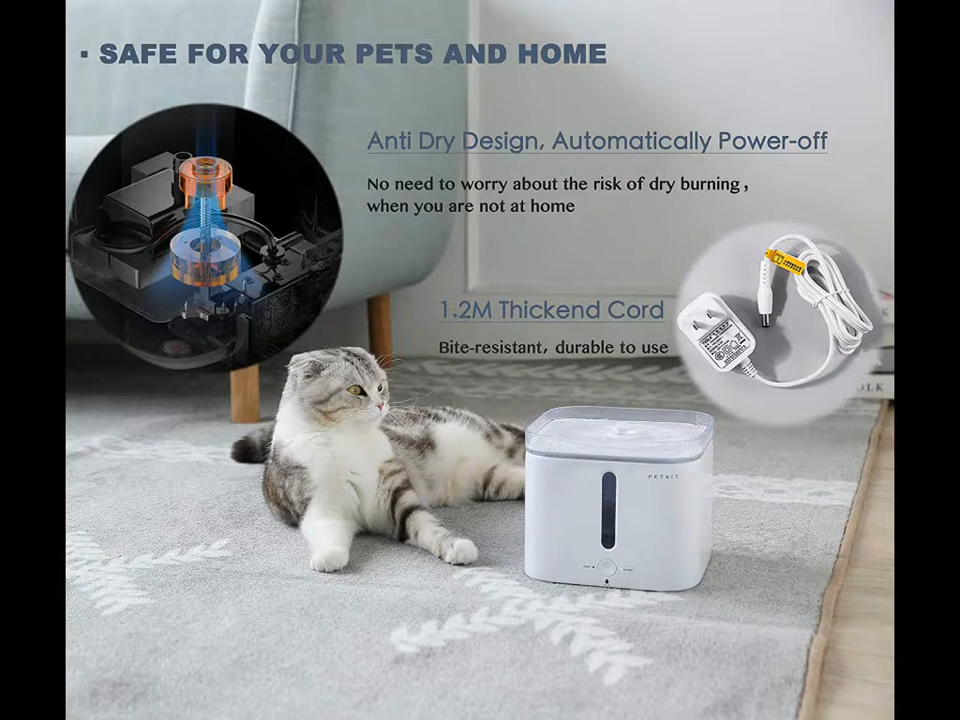 · SAFE FOR YOUR PETS AND HOME
Anti Dry Design, Automatically Power-off
No need to worry about the risk of dry burning,
when you are not at home
1.2M Thickend Cord
Bite-resistant, durable to use
PETKIT